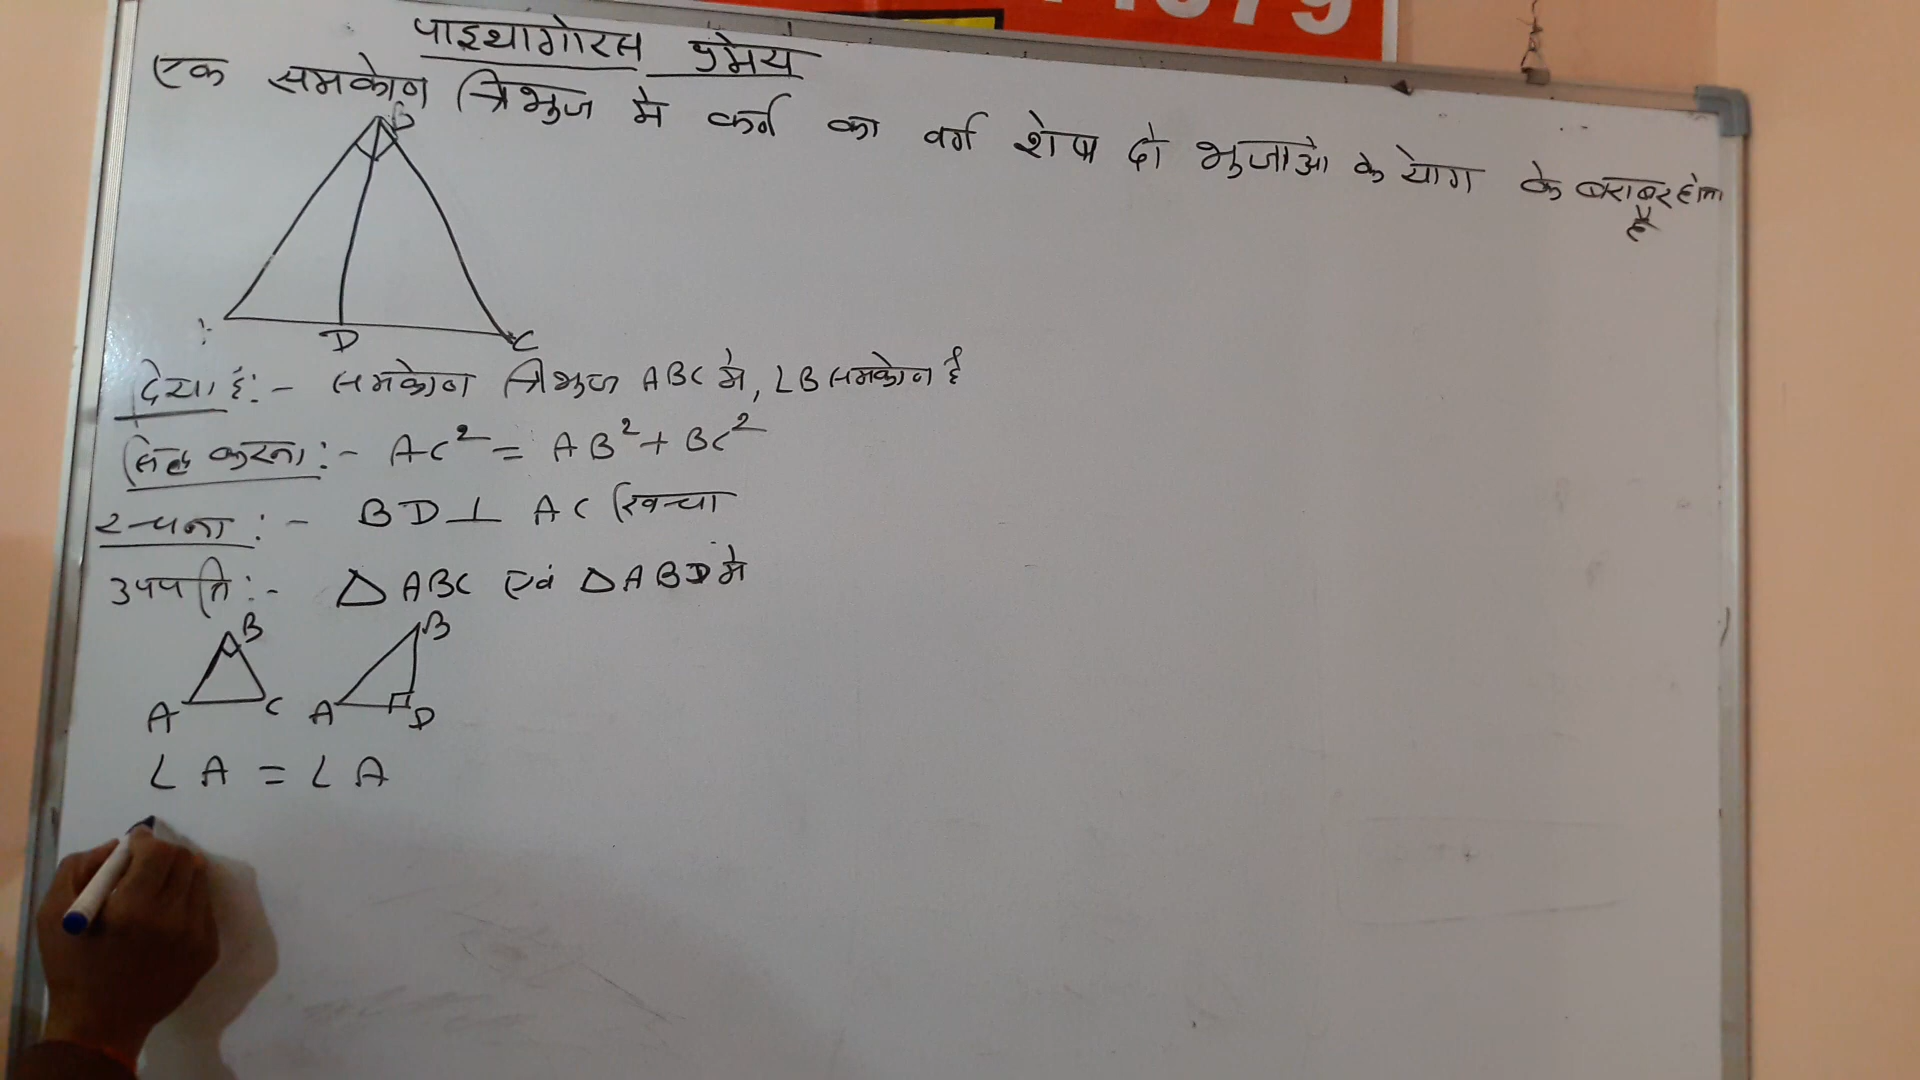 पाइथागोरस प्रमेय
एक समकोण त्रिभुज मे कर्ण का वर्ग शेष दो भुजाओ के योग के बराबर होता है
B
D C
दिया है:- समकोण त्रिभुज ABC मे, ∠B समकोण है
सिद्ध करना:- AC² = AB² + BC²
रचना:- BD ⊥ AC खिचा
उपपति:- △ ABC एवं △ABD मे
B B
A C A D
∠A = ∠A